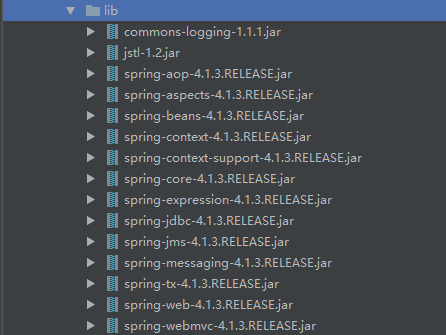 lib
commons-logging-1.1.1.jar
jstl-1.2.jar
spring-aop-4.1.3.RELEASE.jar
spring-aspects-4.1.3.RELEASE.jar
spring-beans-4.1.3.RELEASE.jar
spring-context-4.1.3.RELEASE.jar
spring-context-support-4.1.3.RELEASE.jar
spring-core-4.1.3.RELEASE.jar
spring-expression-4.1.3.RELEASE.jar
spring-jdbc-4.1.3.RELEASE.jar
spring-jms-4.1.3.RELEASE.jar
spring-messaging-4.1.3.RELEASE.jar
spring-tx-4.1.3.RELEASE.jar
spring-web-4.1.3.RELEASE.jar
spring-webmvc-4.1.3.RELEASE.jar